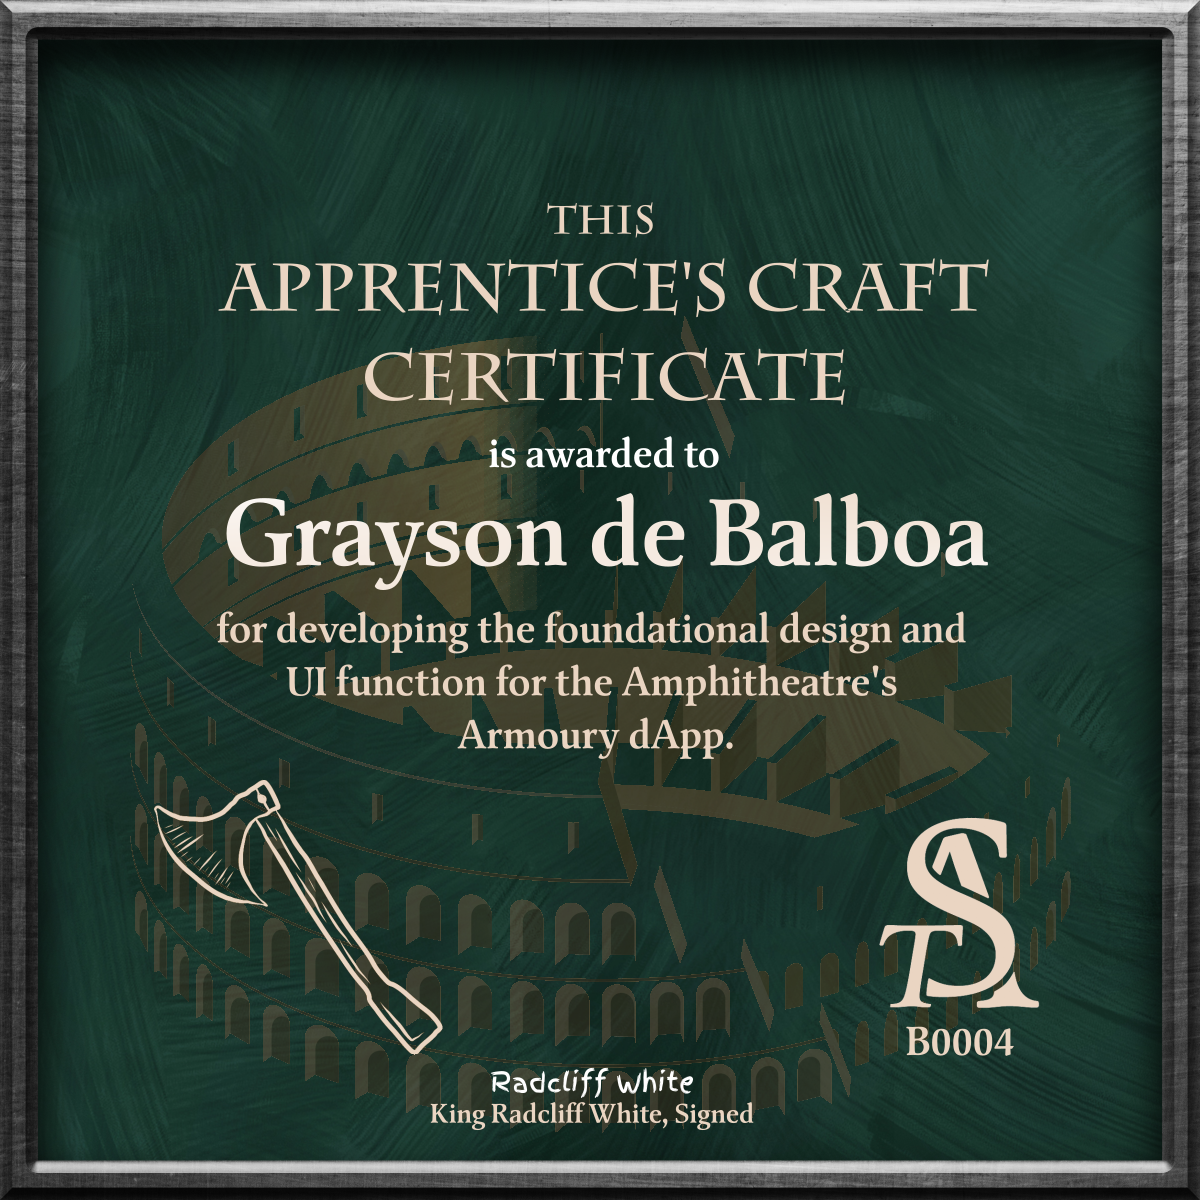 THIS
APPRENTICE'S CRAFT
CERTIFICATE
is awarded to
Grayson de Balboa
for developing the foundational design and
UI function for the Amphitheatre's
Armoury dApp.
TSA
B0004
Radcliff White
King Radcliff White, Signed